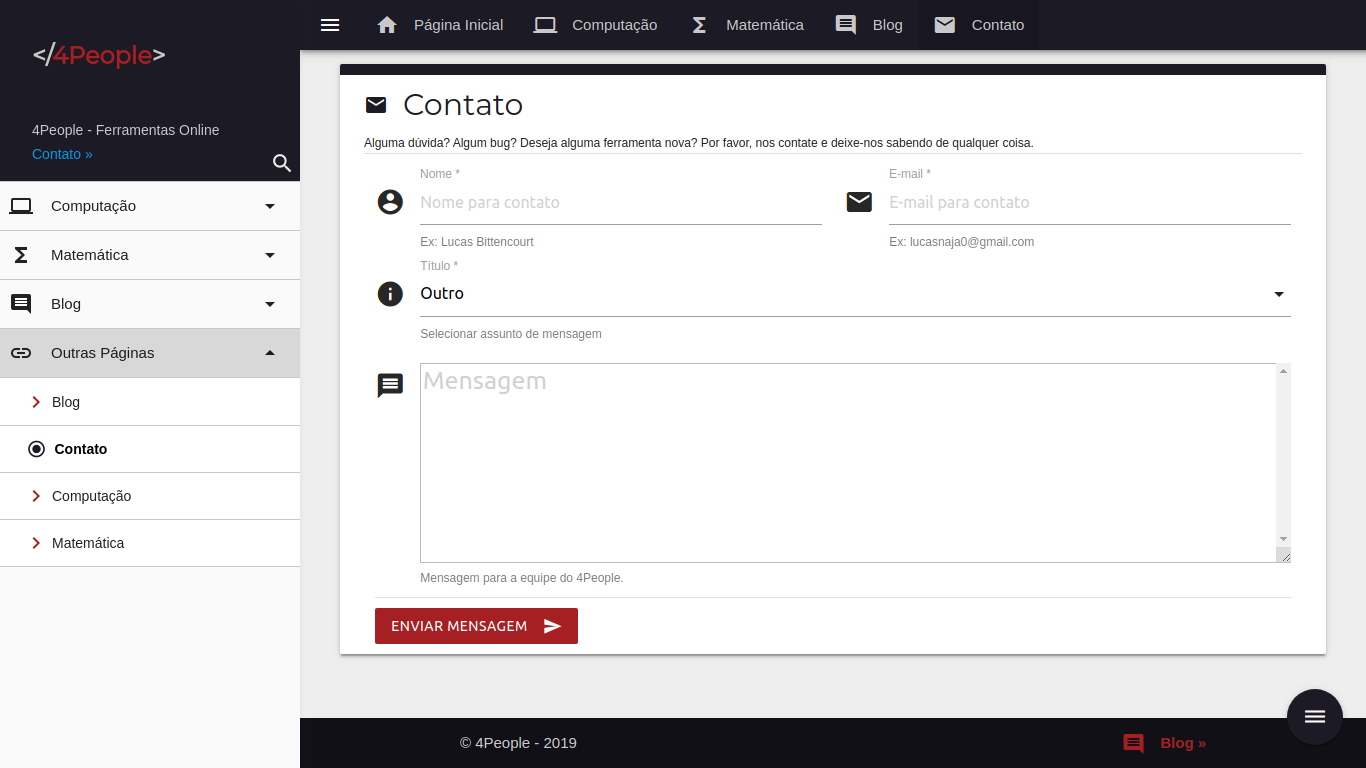 </4People>
4People - Ferramentas Online
Contato »
Computação
Matemática
Blog
Outras Páginas
Blog
Contato
Computação
Matemática
Página Inicial
Computação
Matemática
Blog
Contato
Contato
Alguma dúvida? Algum bug? Deseja alguma ferramenta nova? Por favor, nos contate e deixe-nos sabendo de qualquer coisa.
Nome *
Nome para contato
Ex: Lucas Bittencourt
E-mail *
E-mail para contato
Ex: lucasnaja0@gmail.com
Título *
Outro
Selecionar assunto de mensagem
Mensagem
Mensagem para a equipe do 4People.
ENVIAR MENSAGEM
© 4People - 2019
Blog »